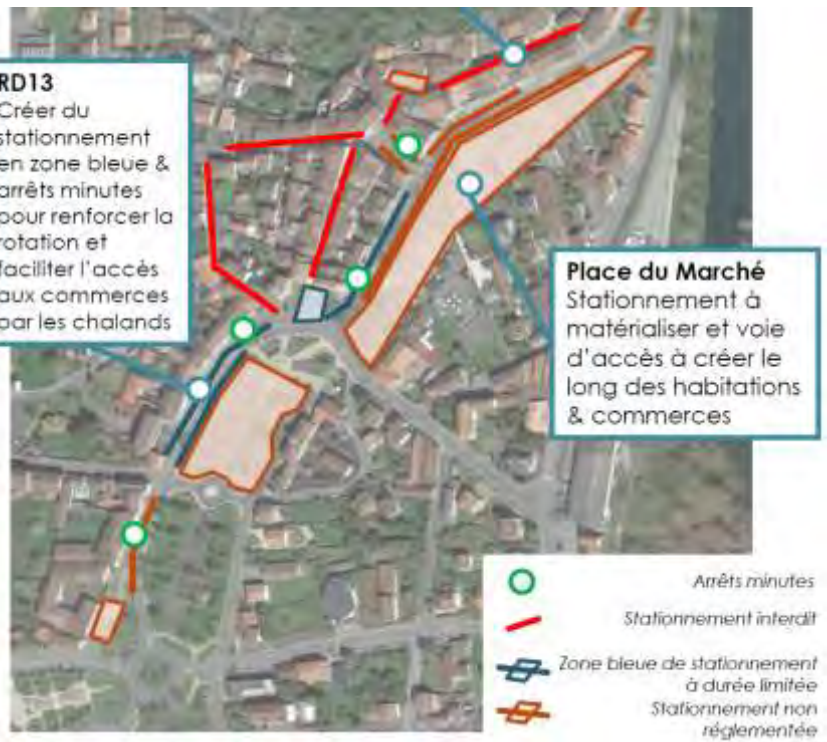 RD13
Créer du
stationnement
en zone bleue &
arrêts minutes
pour renforcer la
rotation et
faciliter l'accès
aux commerces
par les chalands
Place du Marché
Stationnement à
matérialiser et voie
d'accès à créer le
long des habitations
& commerces
Arrêts minutes
Stationnement interdit
Zone bleue de stationnement
à durée limitée
Stationnement non
réglementée